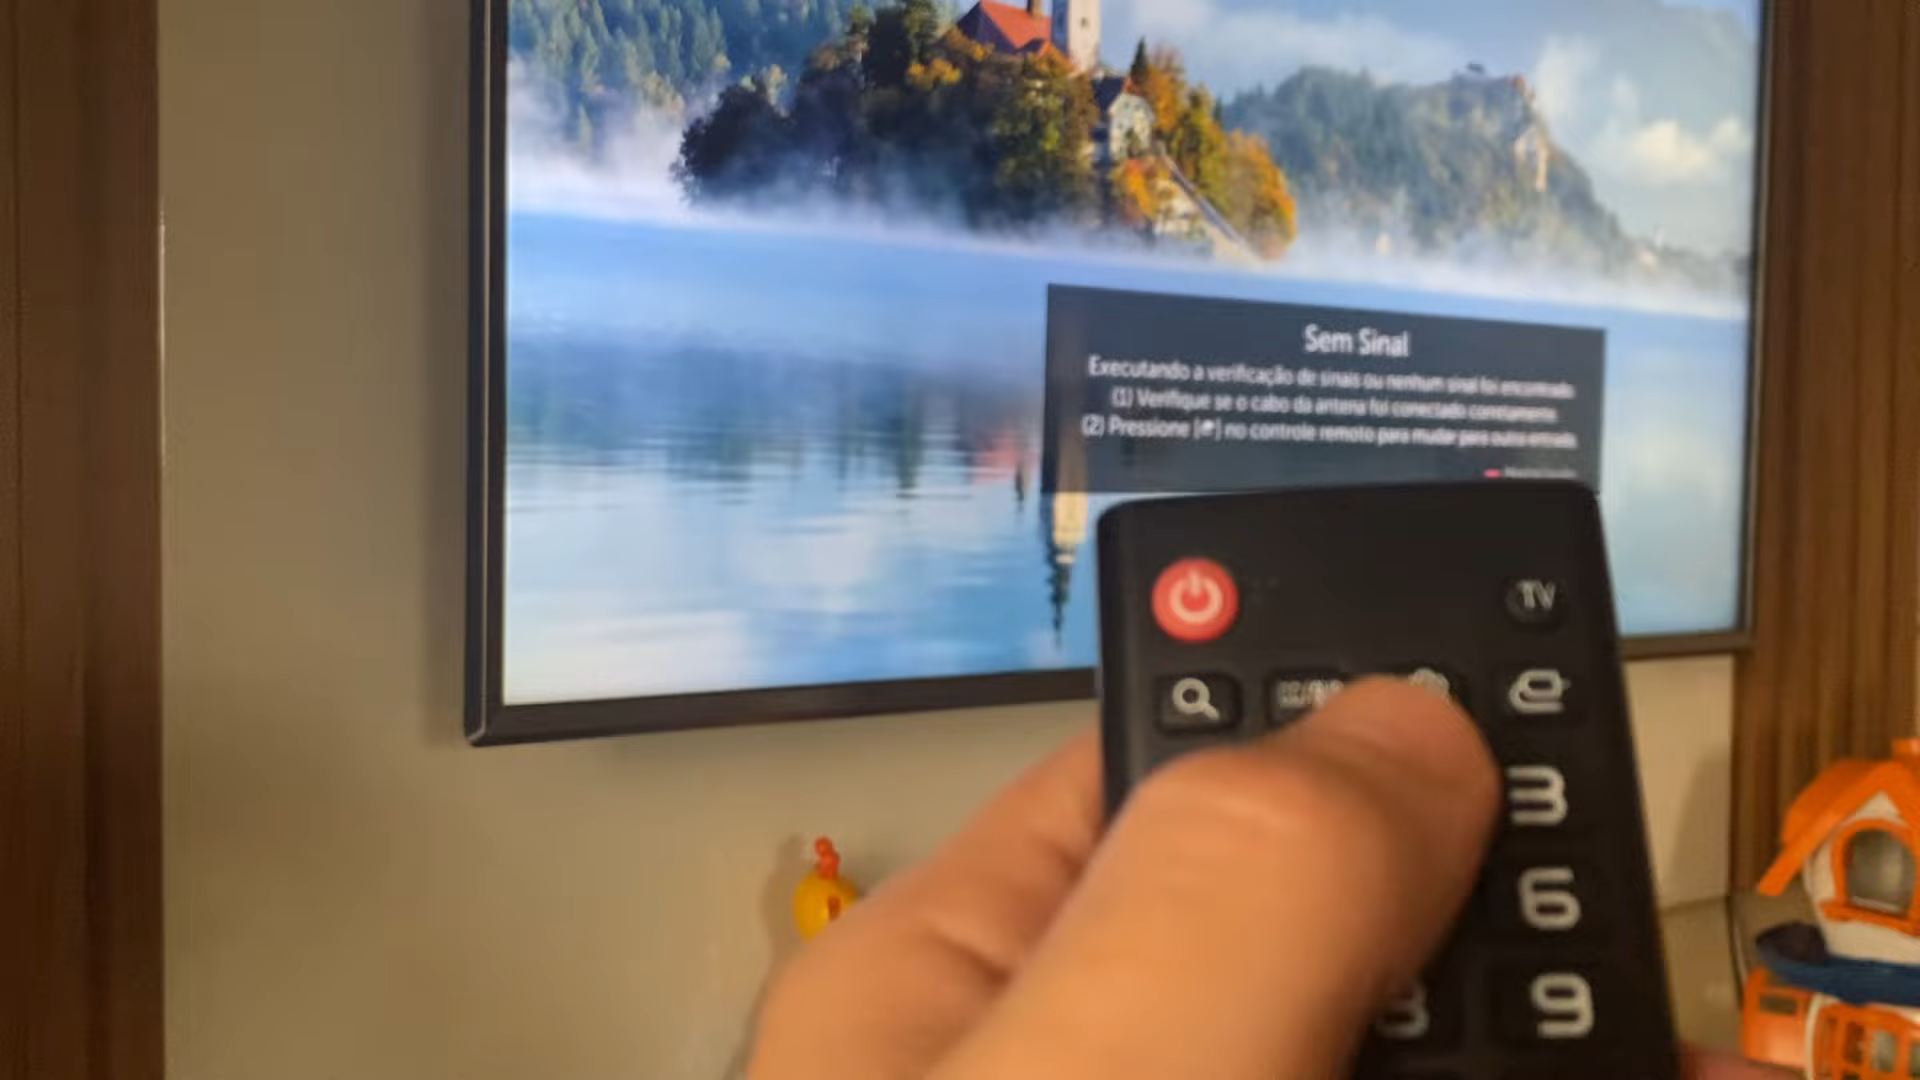 Sem Sinal
Executando a verificação de sinais ou nenhum sinal foi encontrado.
(1) Verifique se o cabo da antena foi conectado corretamente.
(2) Pressione [ ] no controle remoto para mudar para outra entrada.
TV
3
6
8
9